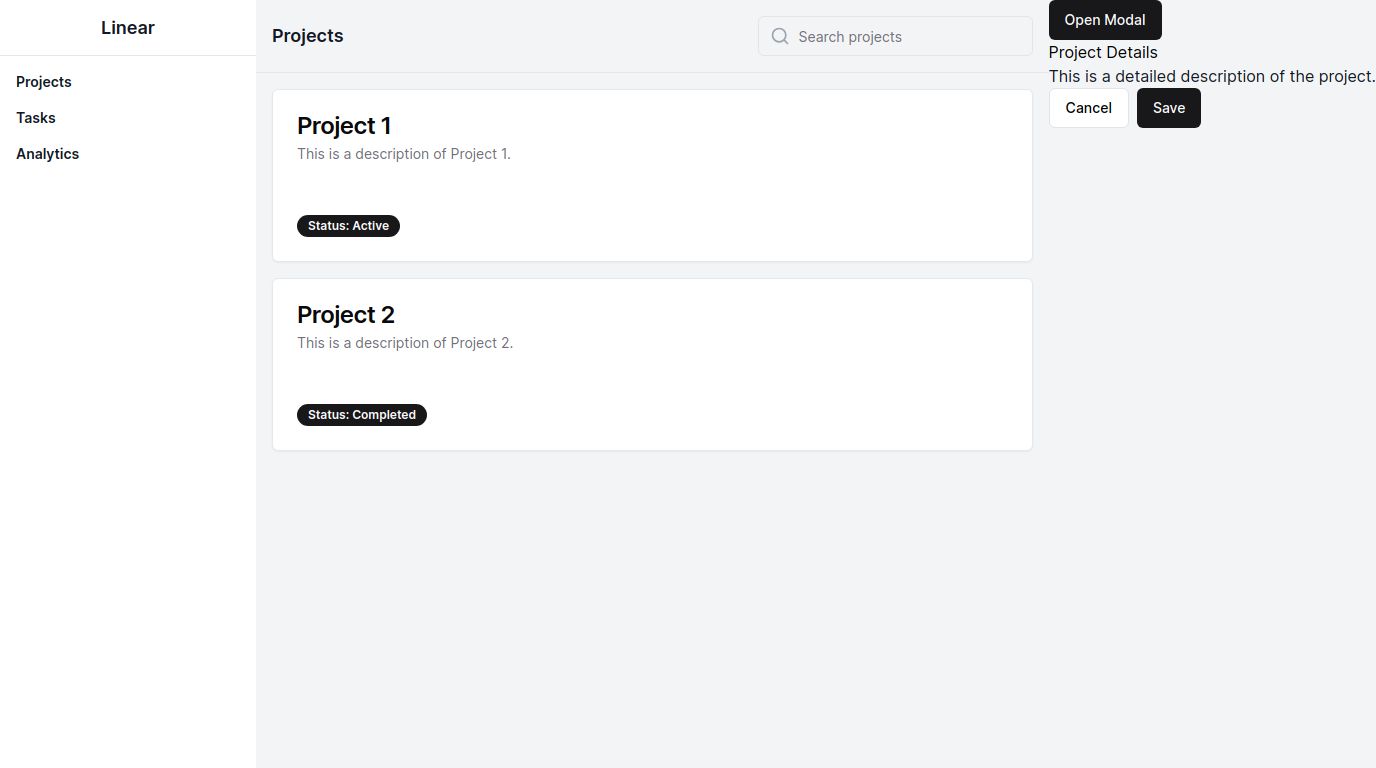 Linear
Projects
Tasks
Analytics
Projects
Search projects
Project 1
This is a description of Project 1.
Status: Active
Project 2
This is a description of Project 2.
Status: Completed
Open Modal
Project Details
This is a detailed description of the project.
Cancel Save